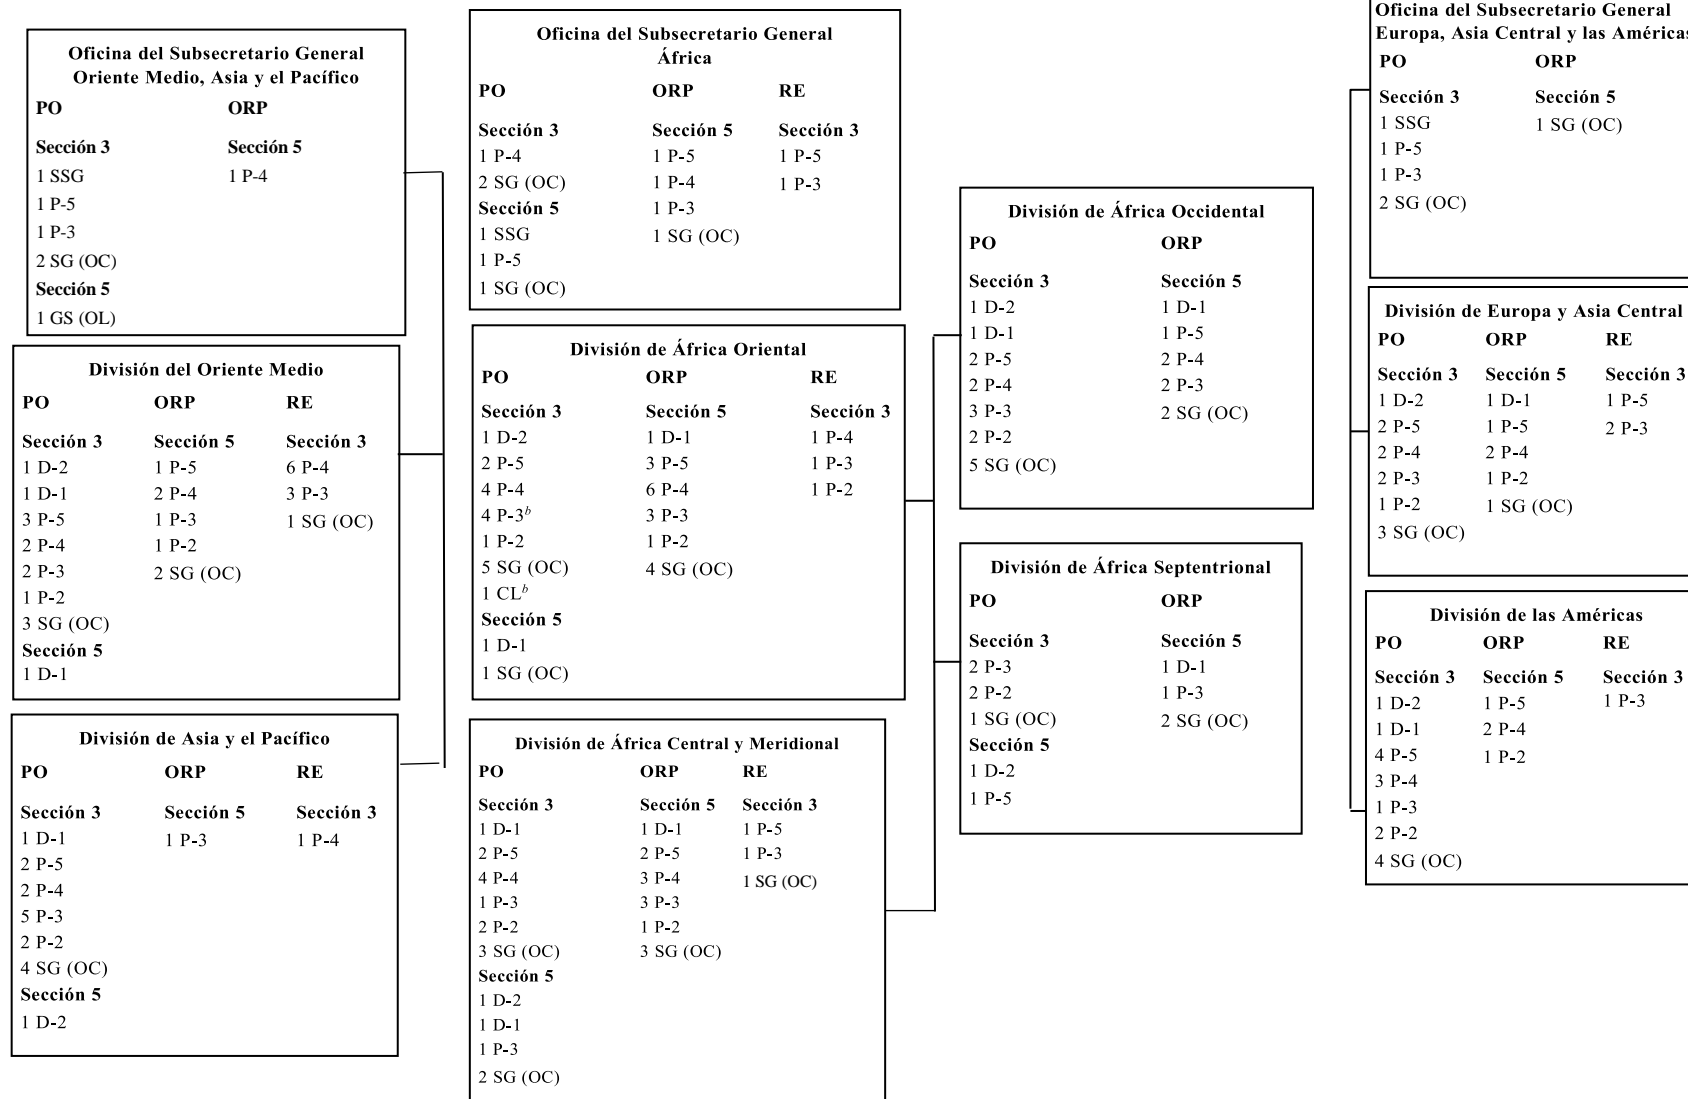 Oficina del Subsecretario General
Oriente Medio, Asia y el Pacífico
PO ORP
Sección 3 Sección 5
1 SSG 1 P-4
1 P-5
1 P-3
2 SG (OC)
Sección 5
1 GS (OL)
División del Oriente Medio
PO ORP RE
Sección 3 Sección 5 Sección 3
1 D-2 1 P-5 6 P-4
1 D-1 2 P-4 3 P-3
3 P-5 1 P-3 1 SG (OC)
2 P-4 1 P-2
2 P-3 2 SG (OC)
1 P-2
3 SG (OC)
Sección 5
1 D-1
División de Asia y el Pacífico
PO ORP RE
Sección 3 Sección 5 Sección 3
1 D-1 1 P-3 1 P-4
2 P-5
2 P-4
5 P-3
2 P-2
4 SG (OC)
Sección 5
1 D-2
Oficina del Subsecretario General
África
PO ORP RE
Sección 3 Sección 5 Sección 3
1 P-4 1 P-5 1 P-5
2 SG (OC) 1 P-4 1 P-3
Sección 5 1 P-3
1 SSG 1 SG (OC)
1 P-5
1 SG (OC)
División de África Oriental
PO ORP RE
Sección 3 Sección 5 Sección 3
1 D-2 1 D-1 1 P-4
2 P-5 3 P-5 1 P-3
4 P-4 6 P-4 1 P-2
4 P-3b 3 P-3
1 P-2 1 P-2
5 SG (OC) 4 SG (OC)
1 CLb
Sección 5
1 D-1
1 SG (OC)
División de África Central y Meridional
PO ORP RE
Sección 3 Sección 5 Sección 3
1 D-1 1 D-1 1 P-5
2 P-5 2 P-5 1 P-3
4 P-4 3 P-4 1 SG (OC)
1 P-3 3 P-3
2 P-2 1 P-2
3 SG (OC) 3 SG (OC)
Sección 5
1 D-2
1 D-1
1 P-3
2 SG (OC)
División de África Occidental
PO ORP
Sección 3 Sección 5
1 D-2 1 D-1
1 D-1 1 P-5
2 P-5 2 P-4
2 P-4 2 P-3
3 P-3 2 SG (OC)
2 P-2
5 SG (OC)
División de África Septentrional
PO ORP
Sección 3 Sección 5
2 P-3 1 D-1
2 P-2 1 P-3
1 SG (OC) 2 SG (OC)
Sección 5
1 D-2
1 P-5
Oficina del Subsecretario General
Europa, Asia Central y las Américas
PO ORP
Sección 3 Sección 5
1 SSG 1 SG (OC)
1 P-5
1 P-3
2 SG (OC)
División de Europa y Asia Central
PO ORP RE
Sección 3 Sección 5 Sección 3
1 D-2 1 D-1 1 P-5
2 P-5 1 P-5 2 P-3
2 P-4 2 P-4
2 P-3 1 P-2
1 P-2 1 SG (OC)
3 SG (OC)
División de las Américas
PO ORP RE
Sección 3 Sección 5 Sección 3
1 D-2 1 P-5 1 P-3
1 D-1 2 P-4
4 P-5 1 P-2
3 P-4
1 P-3
2 P-2
4 SG (OC)